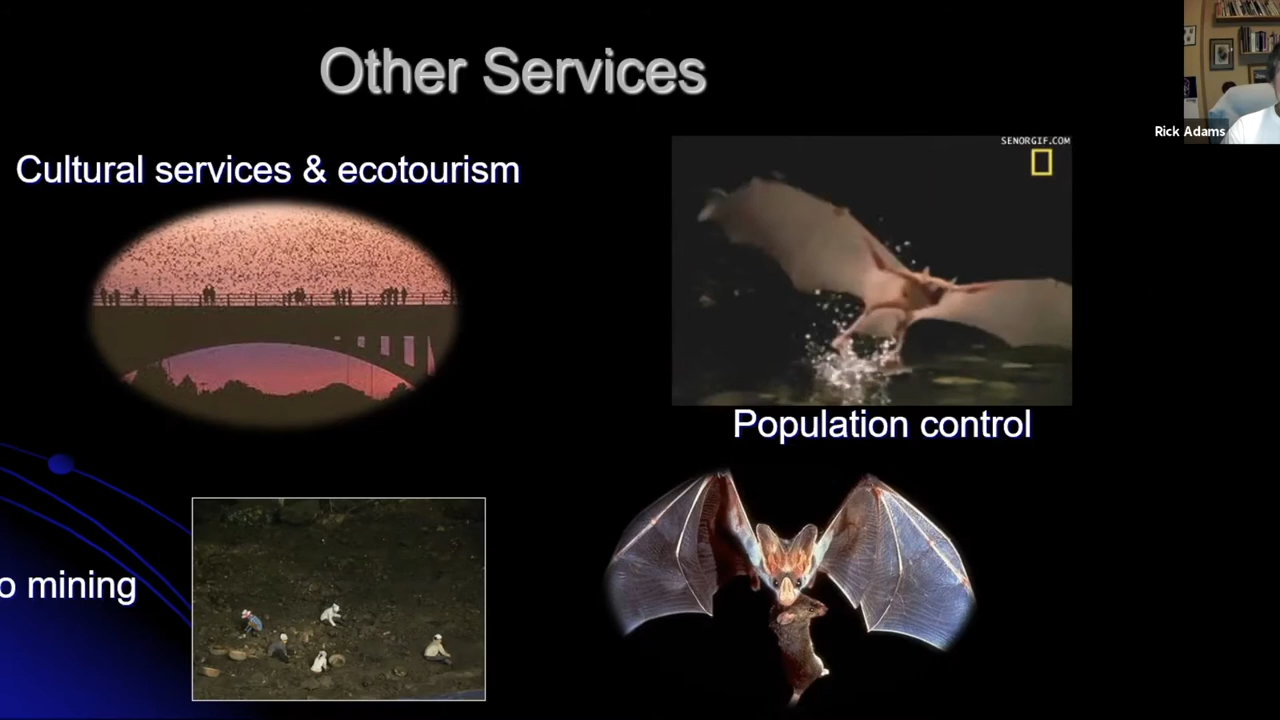 Other Services
Cultural services & ecotourism
SENORGIF.COM
Rick Adams
Population control
o mining